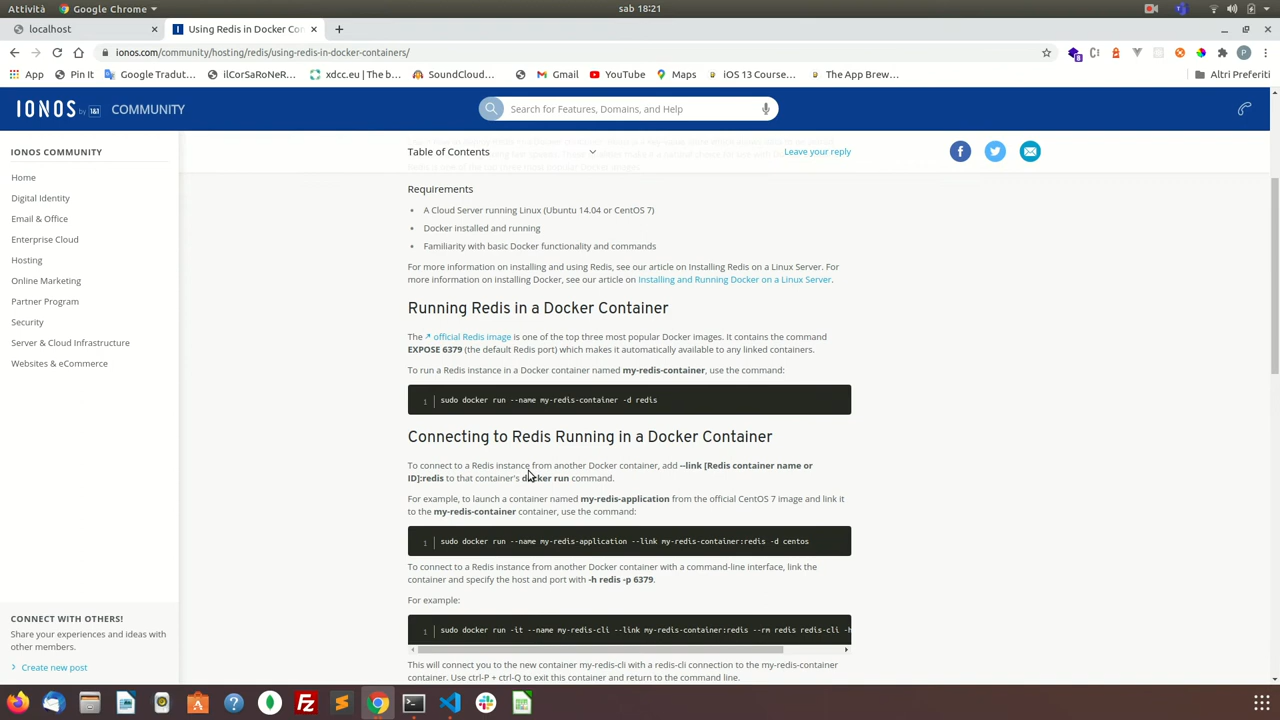 Attività
Google Chrome
sab 18:21
localhost
Using Redis in Docker Con
ionos.com/community/hosting/redis/using-redis-in-docker-containers/
App
Pin It
Google Tradut…
ilCorSaRoNeR…
xdcc.eu | The b…
SoundCloud…
Gmail
YouTube
Maps
iOS 13 Course…
The App Brew…
Altri Preferiti
IONOS by 1&1 COMMUNITY
Search for Features, Domains, and Help
IONOS COMMUNITY
Home
Digital Identity
Email & Office
Enterprise Cloud
Hosting
Online Marketing
Partner Program
Security
Server & Cloud Infrastructure
Websites & eCommerce
CONNECT WITH OTHERS!
Share your experiences and ideas with
other members.
Create new post
Table of Contents
Leave your reply
Requirements
A Cloud Server running Linux (Ubuntu 14.04 or CentOS 7)
Docker installed and running
Familiarity with basic Docker functionality and commands
For more information on installing and using Redis, see our article on Installing Redis on a Linux Server. For
more information on installing Docker, see our article on Installing and Running Docker on a Linux Server.
Running Redis in a Docker Container
The official Redis image is one of the top three most popular Docker images. It contains the command
EXPOSE 6379 (the default Redis port) which makes it automatically available to any linked containers.
To run a Redis instance in a Docker container named my-redis-container, use the command:
1 sudo docker run --name my-redis-container -d redis
Connecting to Redis Running in a Docker Container
To connect to a Redis instance from another Docker container, add --link [Redis container name or
ID]:redis to that container's docker run command.
For example, to launch a container named my-redis-application from the official CentOS 7 image and link it
to the my-redis-container container, use the command:
1 sudo docker run --name my-redis-application --link my-redis-container:redis -d centos
To connect to a Redis instance from another Docker container with a command-line interface, link the
container and specify the host and port with -h redis -p 6379.
For example:
1 sudo docker run -it --name my-redis-cli --link my-redis-container:redis --rm redis redis-cli -h
This will connect you to the new container my-redis-cli with a redis-cli connection to the my-redis-container
container. Use ctrl-P + ctrl-Q to exit this container and return to the command line.